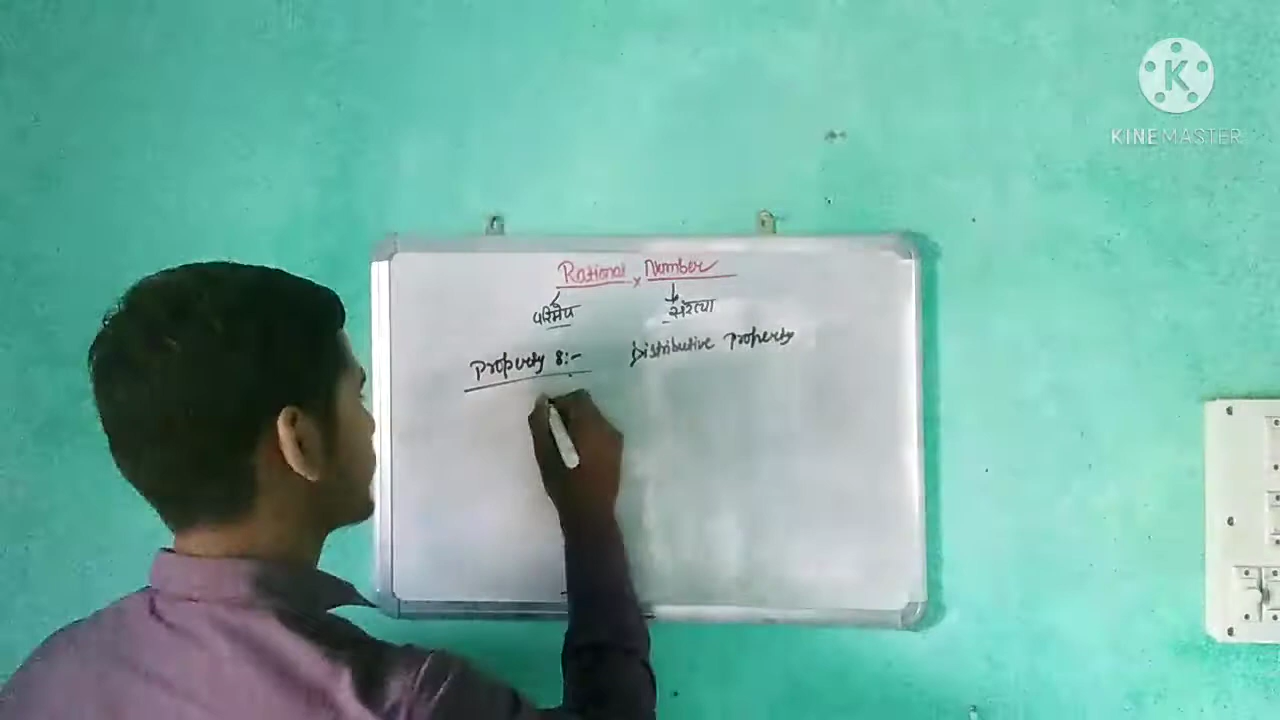 K
KINEMASTER
Rational Number
परिमेय संख्या
Property 8:- Distributive Property